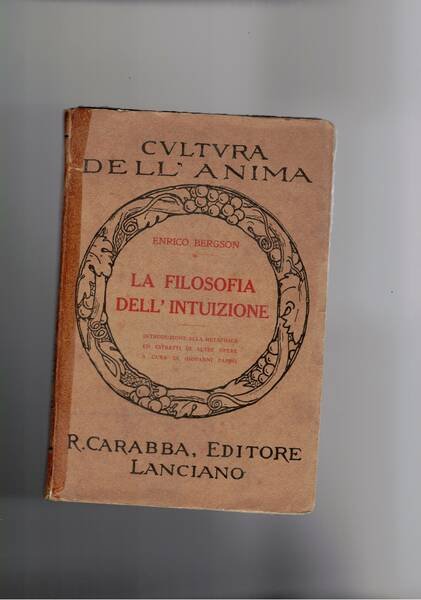 CVLTVRA
DELL'ANIMA
ENRICO BERGSON
LA FILOSOFIA
DELL'INTUIZIONE
INTRODUZIONE ALLA METAFISICA
ED ESTRATTI DI ALTRE OPERE
A CURA DI GIOVANNI PAPINI
R. CARABBA, EDITORE
LANCIANO